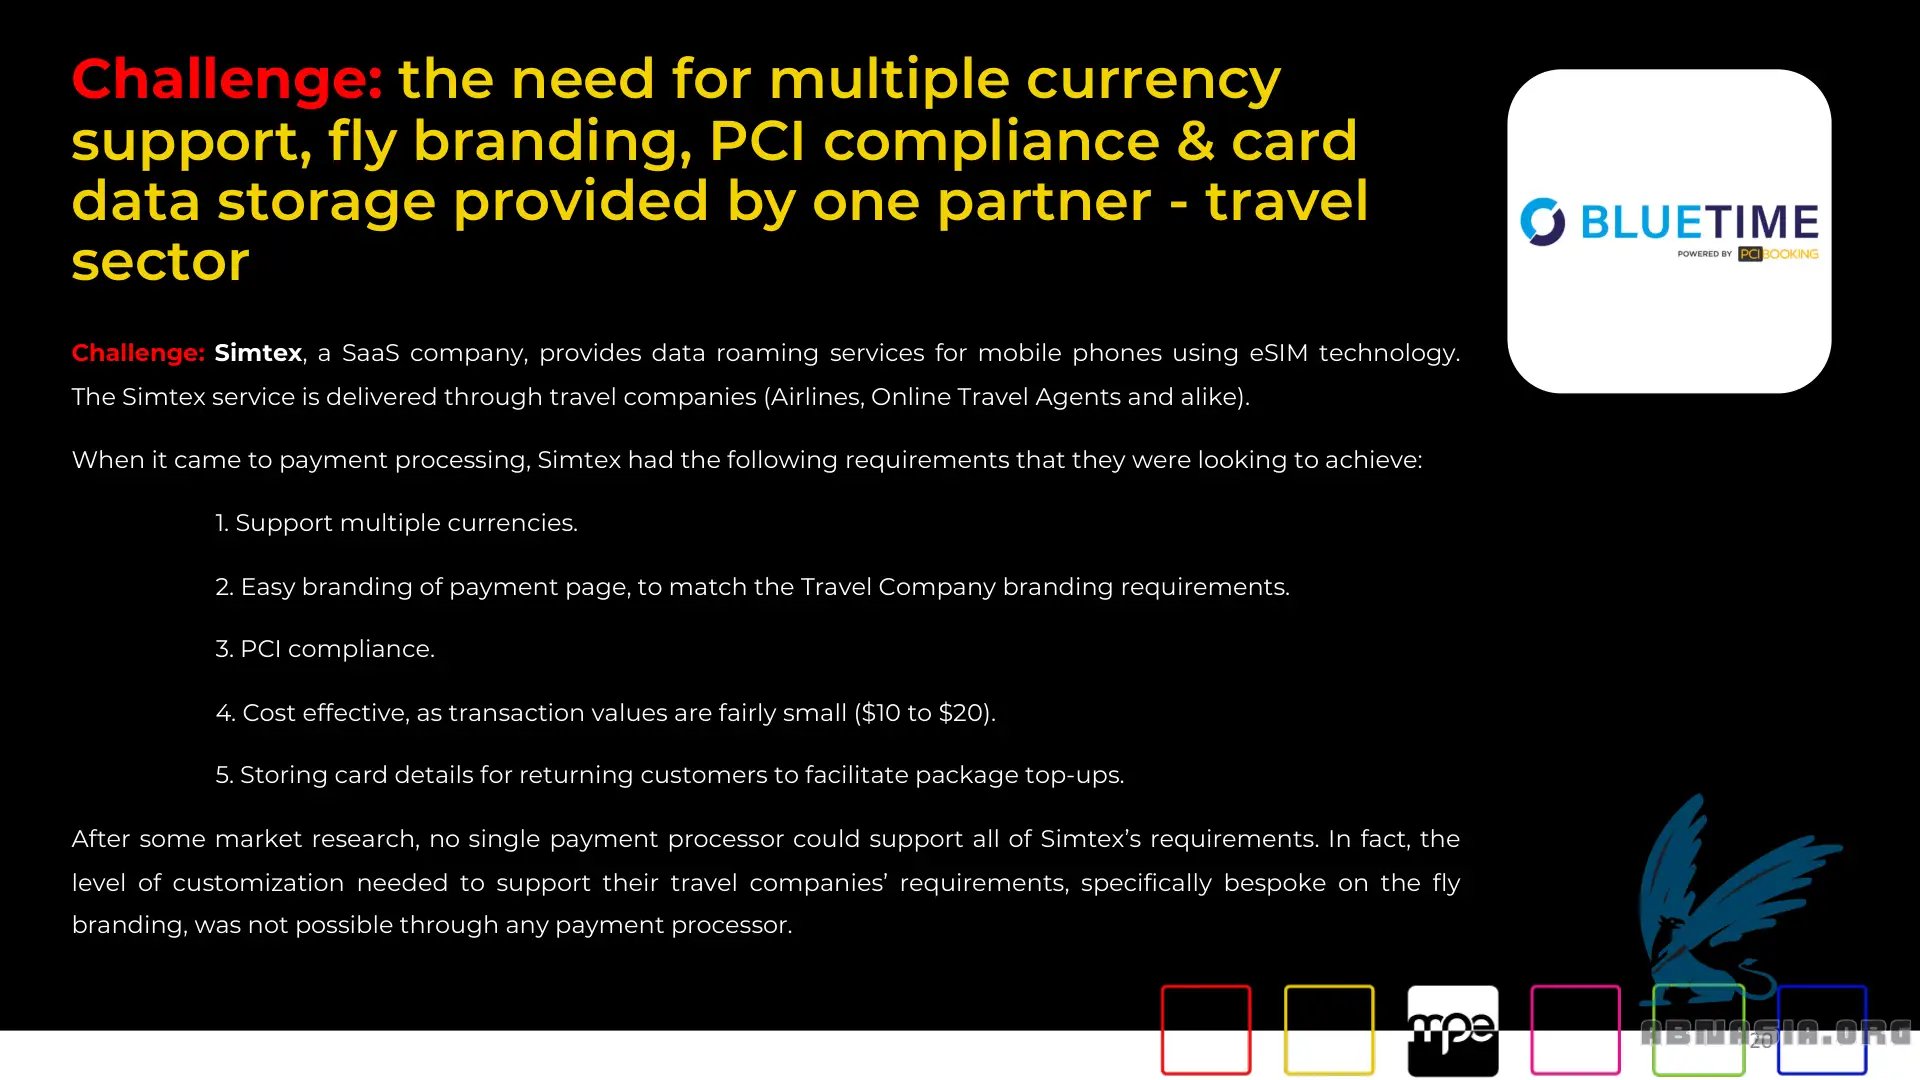 Challenge: the need for multiple currency
support, fly branding, PCI compliance & card
data storage provided by one partner - travel
sector
BLUETIME
POWERED BY PCI BOOKING
Challenge: Simtex, a SaaS company, provides data roaming services for mobile phones using eSIM technology.
The Simtex service is delivered through travel companies (Airlines, Online Travel Agents and alike).
When it came to payment processing, Simtex had the following requirements that they were looking to achieve:
1. Support multiple currencies.
2. Easy branding of payment page, to match the Travel Company branding requirements.
3. PCI compliance.
4. Cost effective, as transaction values are fairly small ($10 to $20).
5. Storing card details for returning customers to facilitate package top-ups.
After some market research, no single payment processor could support all of Simtex’s requirements. In fact, the
level of customization needed to support their travel companies’ requirements, specifically bespoke on the fly
branding, was not possible through any payment processor.
mpe
ABMASIA.ORG
20